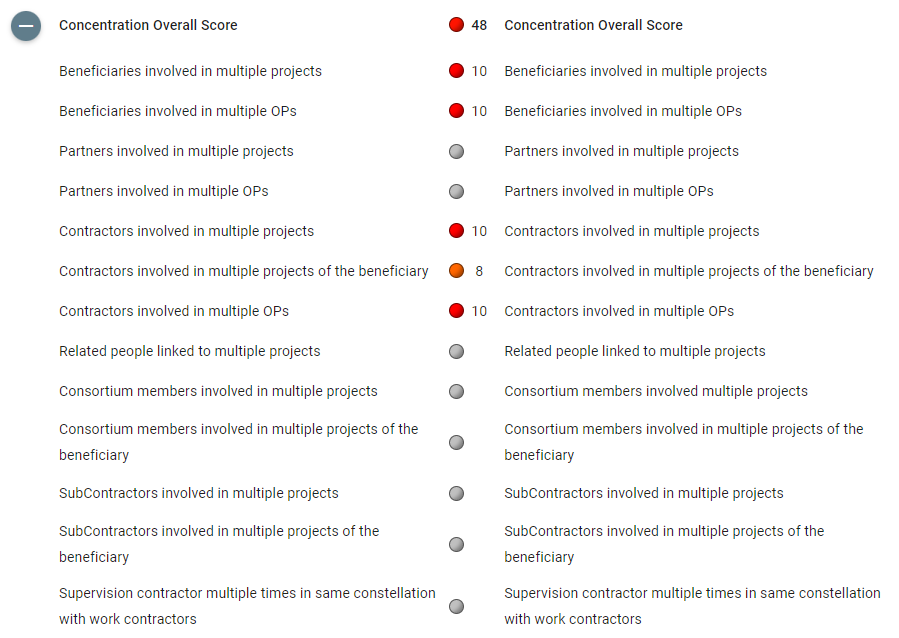 Concentration Overall Score 48 Concentration Overall Score
Beneficiaries involved in multiple projects 10 Beneficiaries involved in multiple projects
Beneficiaries involved in multiple OPs 10 Beneficiaries involved in multiple OPs
Partners involved in multiple projects Partners involved in multiple projects
Partners involved in multiple OPs Partners involved in multiple OPs
Contractors involved in multiple projects 10 Contractors involved in multiple projects
Contractors involved in multiple projects of the beneficiary 8 Contractors involved in multiple projects of the beneficiary
Contractors involved in multiple OPs 10 Contractors involved in multiple OPs
Related people linked to multiple projects Related people linked to multiple projects
Consortium members involved in multiple projects Consortium members involved multiple projects
Consortium members involved in multiple projects of the Consortium members involved in multiple projects of the
beneficiary beneficiary
SubContractors involved in multiple projects SubContractors involved in multiple projects
SubContractors involved in multiple projects of the SubContractors involved in multiple projects of the
beneficiary beneficiary
Supervision contractor multiple times in same constellation Supervision contractor multiple times in same constellation
with work contractors with work contractors